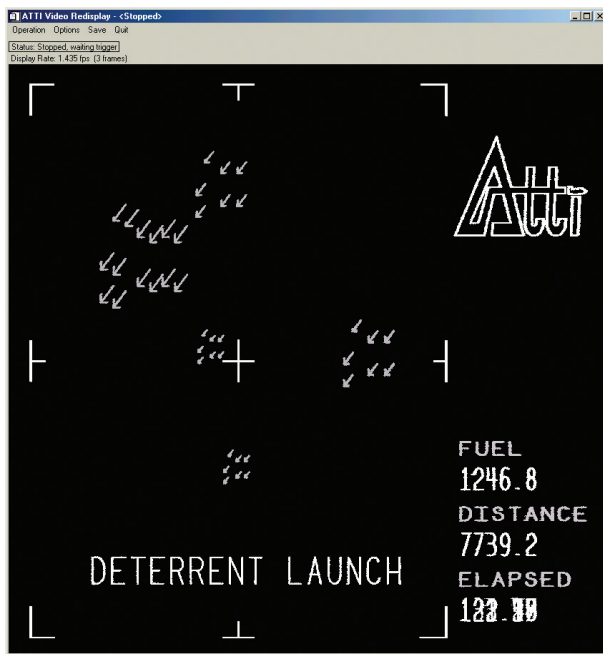 ATTI Video Redisplay - <Stopped>
Operation Options Save Quit
Status: Stopped, waiting trigger
Display Rate: 1.435 fps (3 frames)
Atti
FUEL
1246.8
DISTANCE
7739.2
DETERRENT LAUNCH
ELAPSED